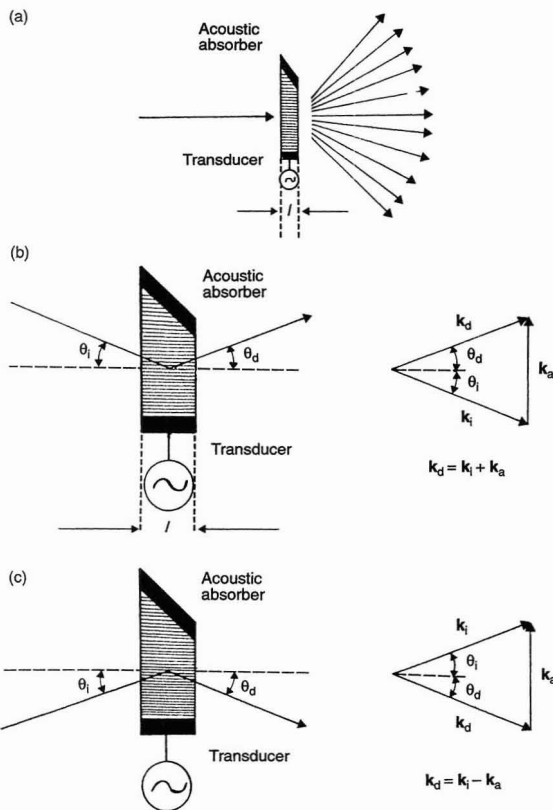 (a)
Acoustic
absorber
Transducer
l
(b)
Acoustic
absorber
θi
θd
Transducer
l
kd
θd
θi
ka
ki
kd = ki + ka
(c)
Acoustic
absorber
θi
θd
Transducer
ki
θi
θd
ka
kd
kd = ki − ka